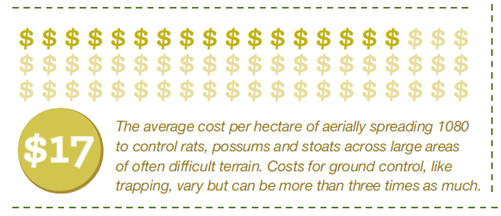 $ $ $ $ $ $ $ $ $ $ $ $ $ $ $ $ $ $ $ $
$ $ $ $ $ $ $ $ $ $ $ $ $ $ $ $ $ $ $ $
$ $ $ $ $ $ $ $ $ $ $ $ $ $ $ $ $ $ $ $
$17
The average cost per hectare of aerially spreading 1080
to control rats, possums and stoats across large areas
of often difficult terrain. Costs for ground control, like
trapping, vary but can be more than three times as much.